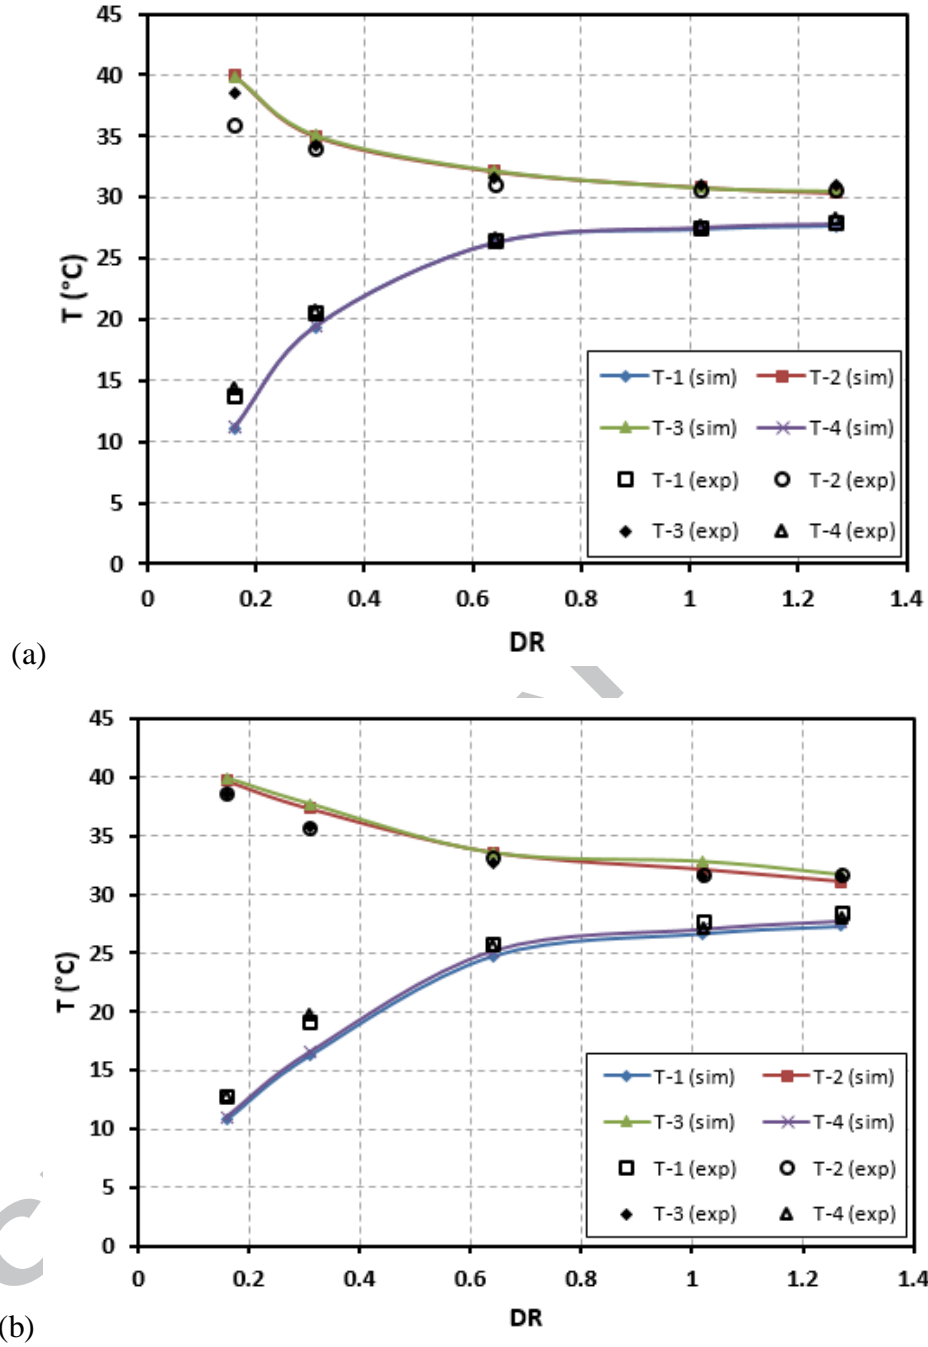 45
40
35
30
25
20
15
10
5
0
T (°C)
0 0.2 0.4 0.6 0.8 1 1.2 1.4
DR
T-1 (sim) T-2 (sim)
T-3 (sim) T-4 (sim)
T-1 (exp) T-2 (exp)
T-3 (exp) T-4 (exp)
(a)
45
40
35
30
25
20
15
10
5
0
T (°C)
0 0.2 0.4 0.6 0.8 1 1.2 1.4
DR
T-1 (sim) T-2 (sim)
T-3 (sim) T-4 (sim)
T-1 (exp) T-2 (exp)
T-3 (exp) T-4 (exp)
(b)